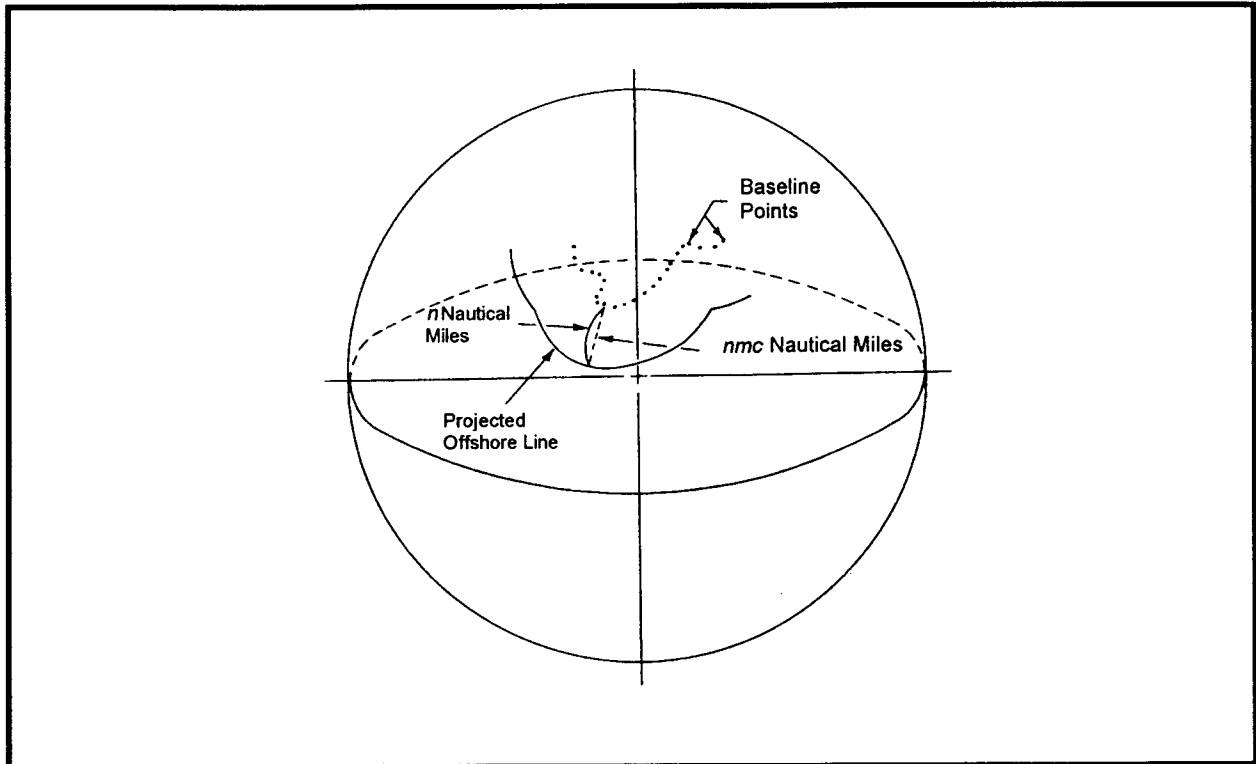 Baseline
Points
n Nautical
Miles
nmc Nautical Miles
Projected
Offshore Line